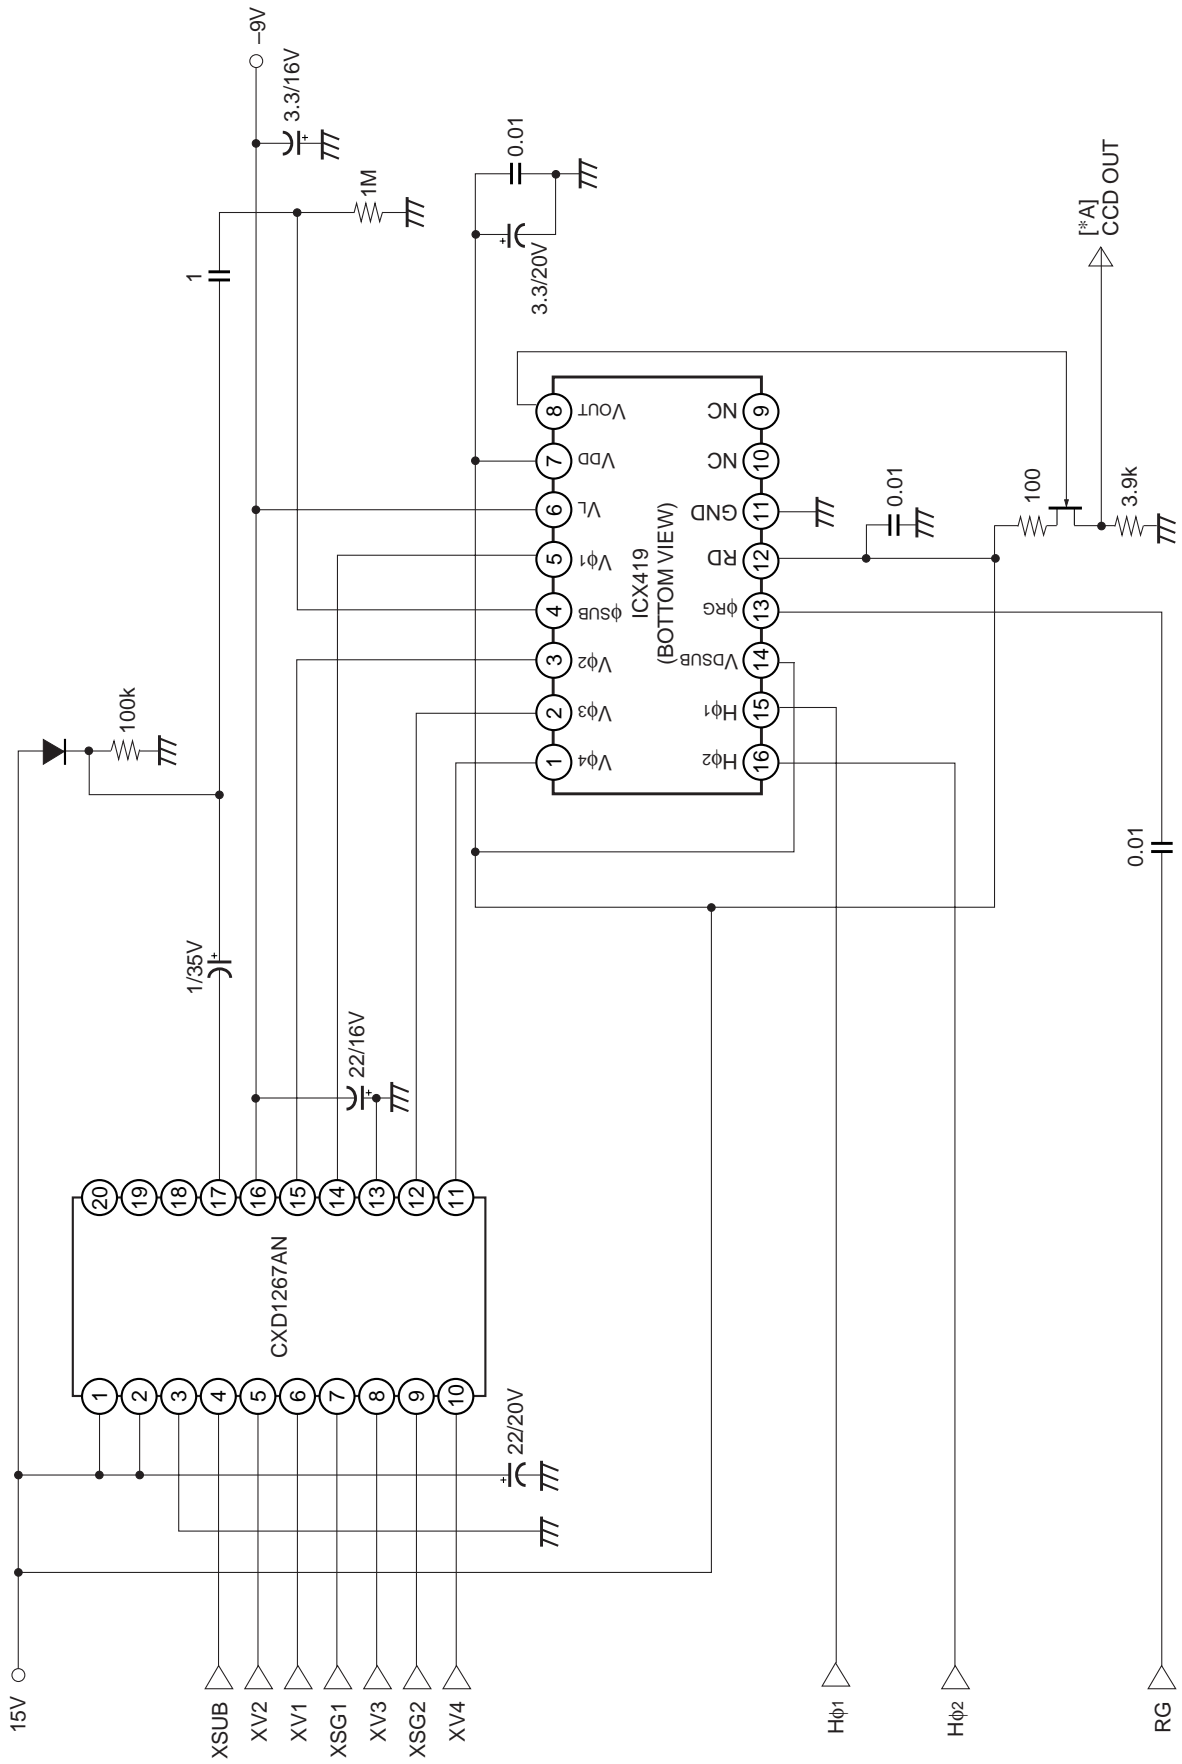 15V
–9V
3.3/16V
1M
1
100k
1/35V
22/16V
3.3/20V
0.01
20
19
18
17
16
15
14
13
12
11
CXD1267AN
1
2
3
4
5
6
7
8
9
10
22/20V
XSUB
XV2
XV1
XSG1
XV3
XSG2
XV4
1
2
3
4
5
6
7
8
Vϕ4
Vϕ3
Vϕ2
ϕSUB
Vϕ1
VL
VDD
VOUT
ICX419
(BOTTOM VIEW)
Hϕ2
Hϕ1
VDSUB
ϕRG
RD
GND
NC
NC
16
15
14
13
12
11
10
9
0.01
100
3.9k
[*A]
CCD OUT
0.01
Hϕ1
Hϕ2
RG